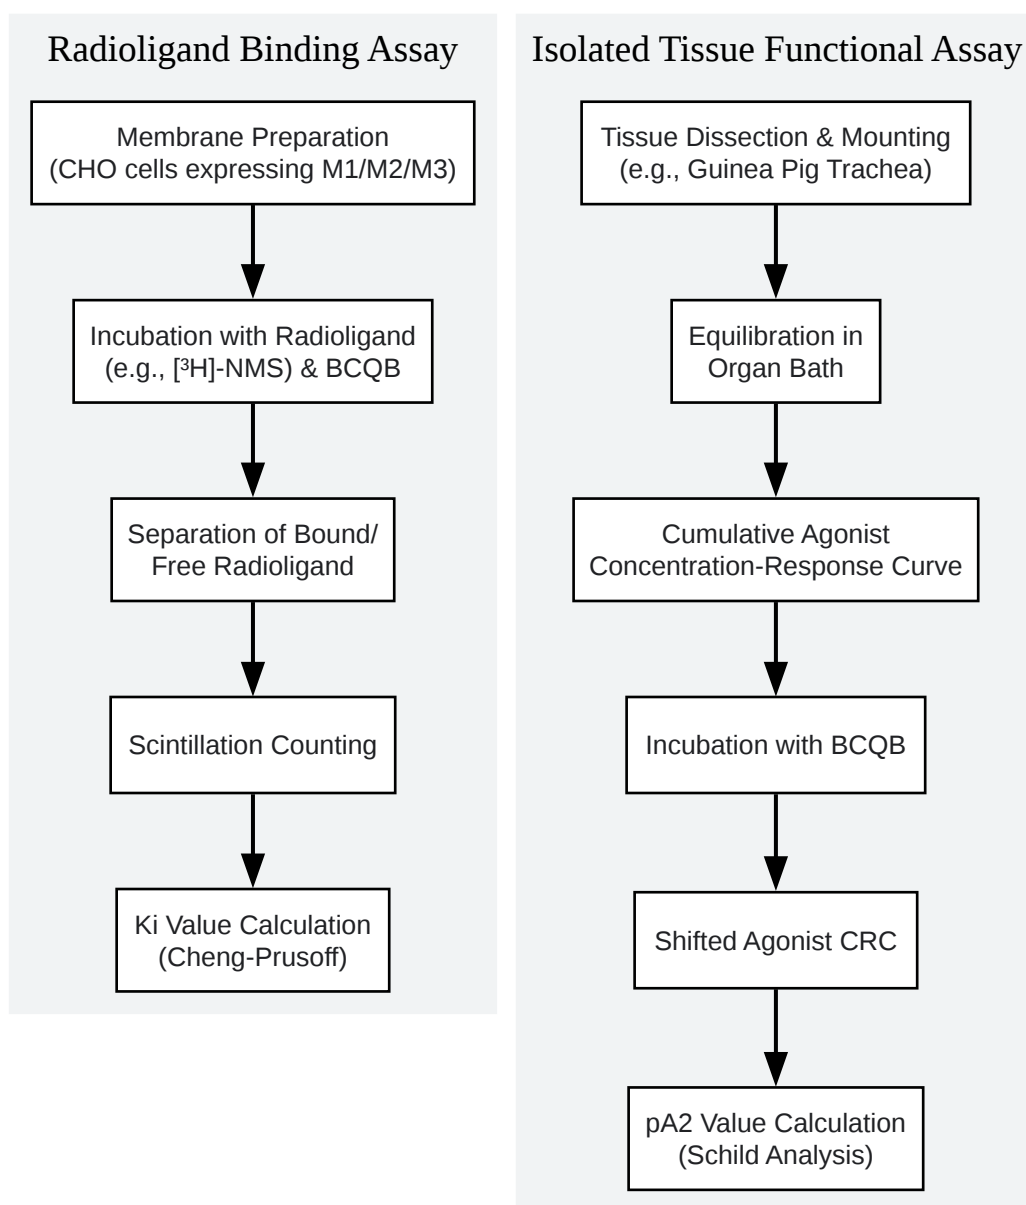 Radioligand Binding Assay
Membrane Preparation
(CHO cells expressing M1/M2/M3)
Incubation with Radioligand
(e.g., [³H]-NMS) & BCQB
Separation of Bound/
Free Radioligand
Scintillation Counting
Ki Value Calculation
(Cheng-Prusoff)
Isolated Tissue Functional Assay
Tissue Dissection & Mounting
(e.g., Guinea Pig Trachea)
Equilibration in
Organ Bath
Cumulative Agonist
Concentration-Response Curve
Incubation with BCQB
Shifted Agonist CRC
pA2 Value Calculation
(Schild Analysis)